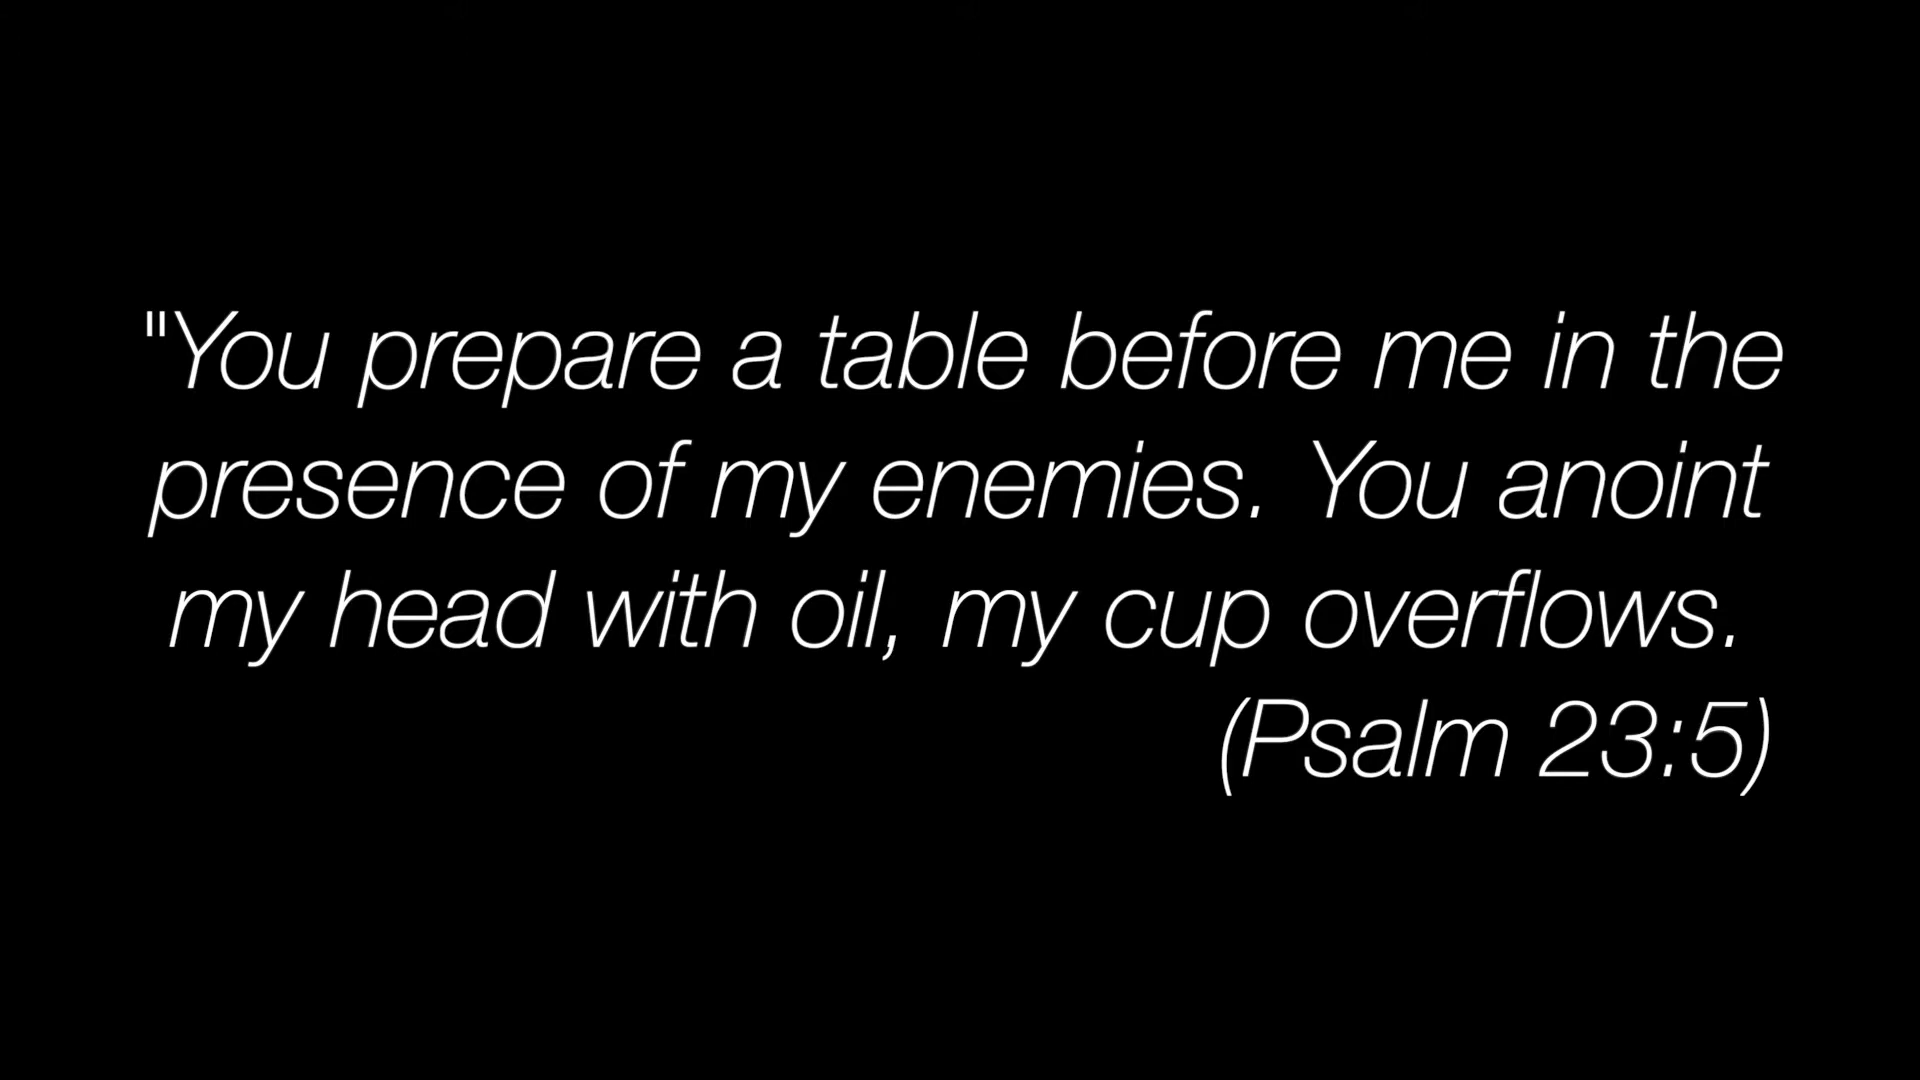 "You prepare a table before me in the
presence of my enemies. You anoint
my head with oil, my cup overflows.
(Psalm 23:5)